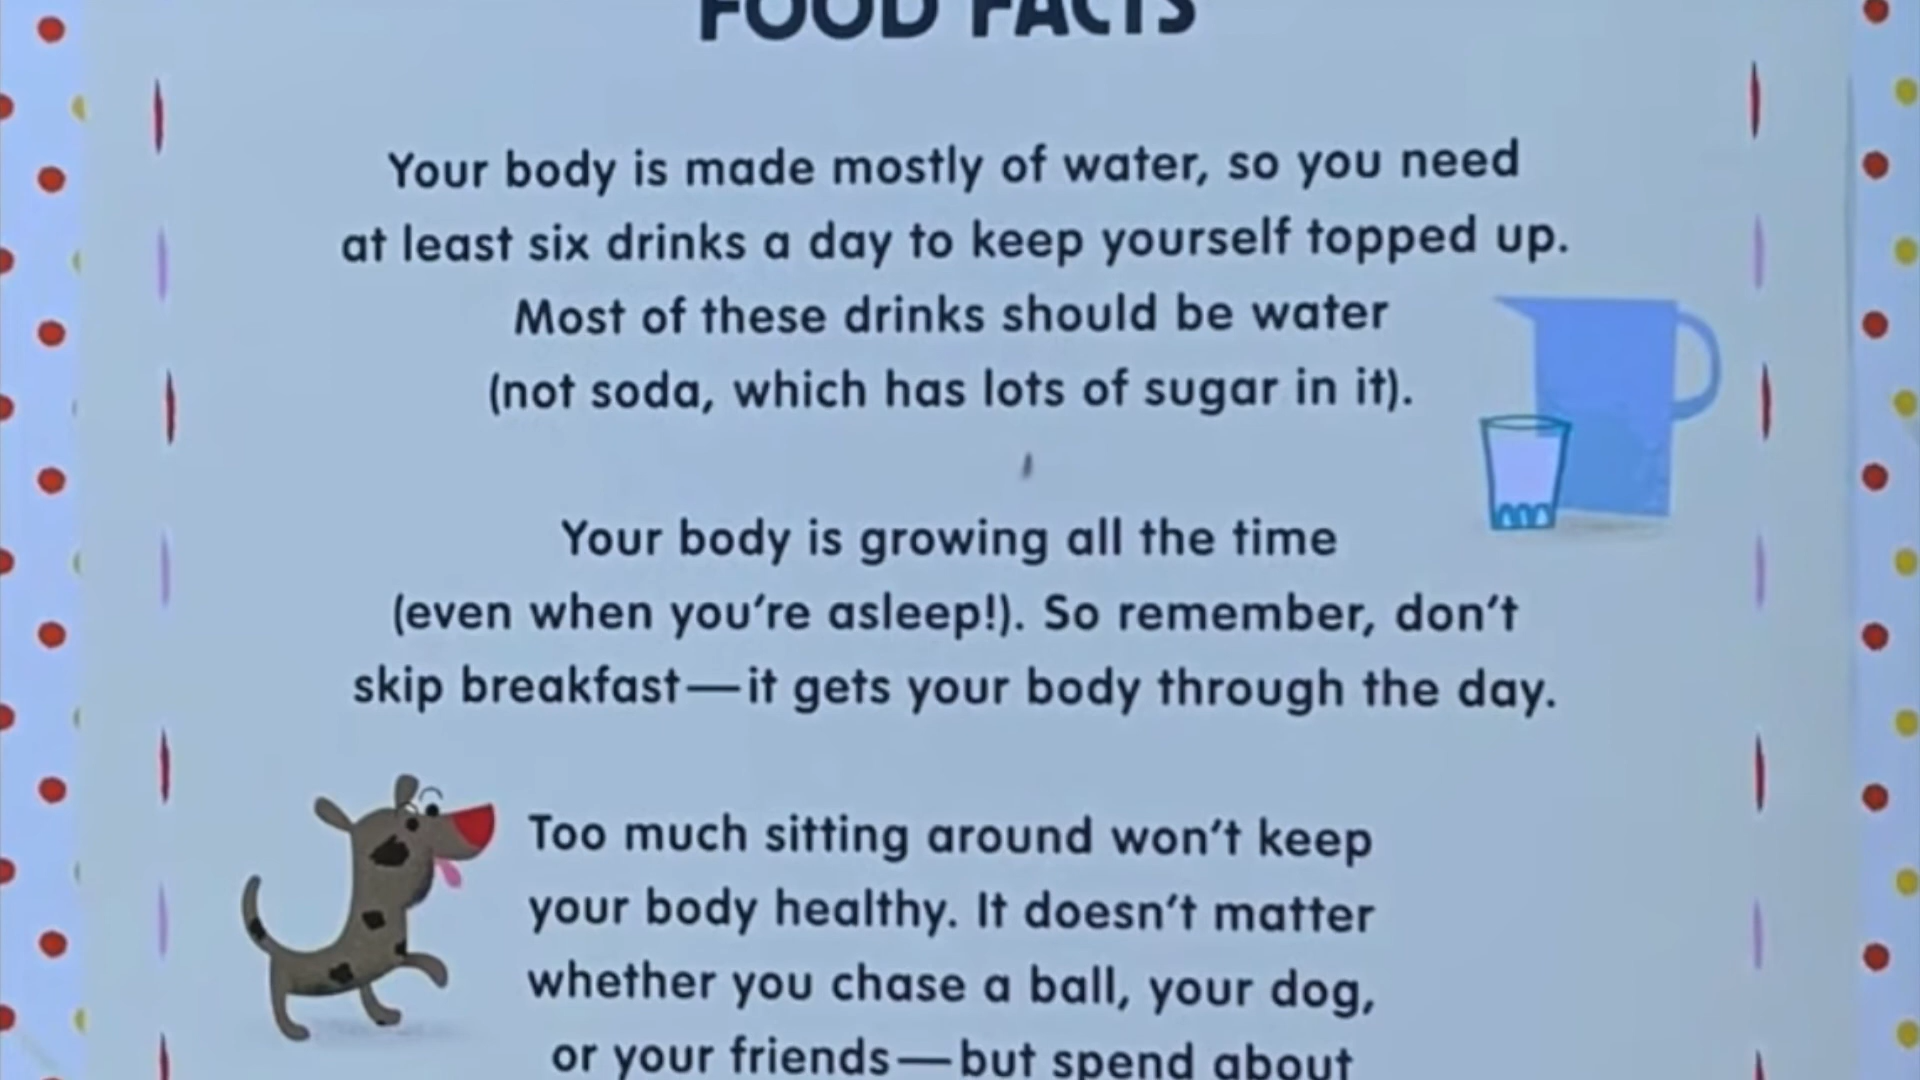 FOOD FACTS
Your body is made mostly of water, so you need
at least six drinks a day to keep yourself topped up.
Most of these drinks should be water
(not soda, which has lots of sugar in it).
Your body is growing all the time
(even when you're asleep!). So remember, don't
skip breakfast—it gets your body through the day.
Too much sitting around won't keep
your body healthy. It doesn't matter
whether you chase a ball, your dog,
or your friends—but spend about